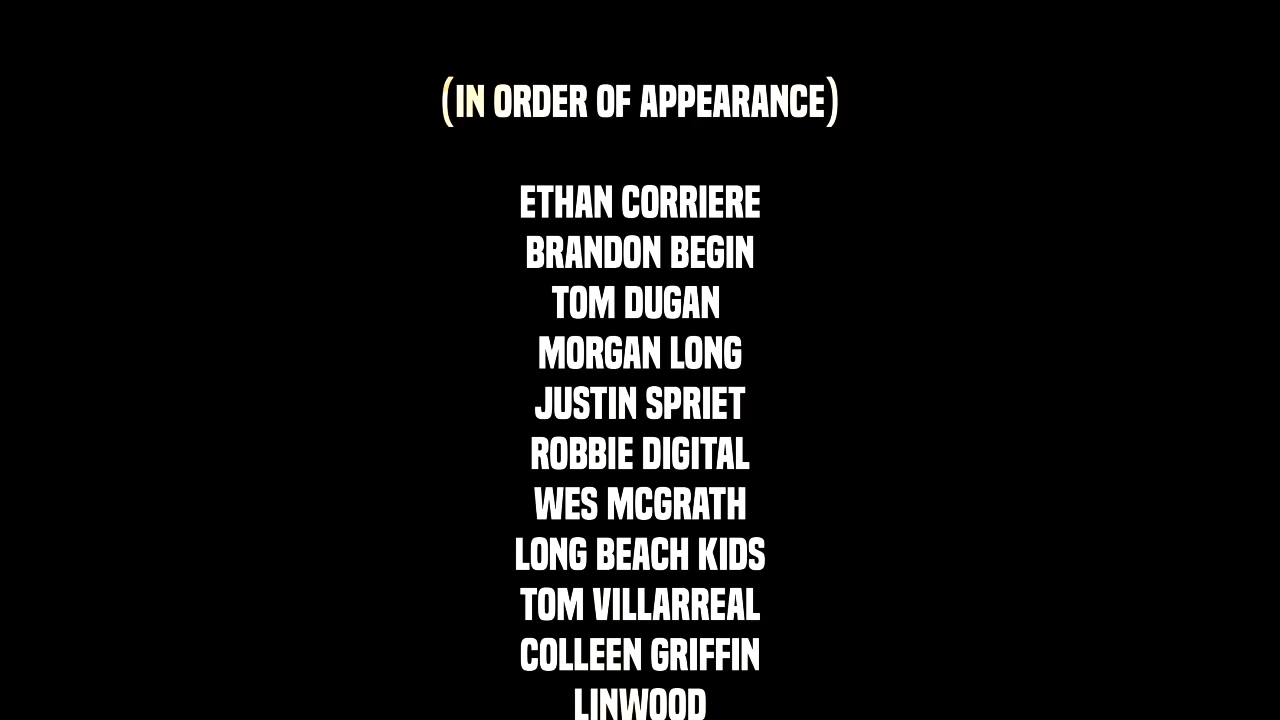 (IN ORDER OF APPEARANCE)
ETHAN CORRIERE
BRANDON BEGIN
TOM DUGAN
MORGAN LONG
JUSTIN SPRIET
ROBBIE DIGITAL
WES MCGRATH
LONG BEACH KIDS
TOM VILLARREAL
COLLEEN GRIFFIN
LINWOOD